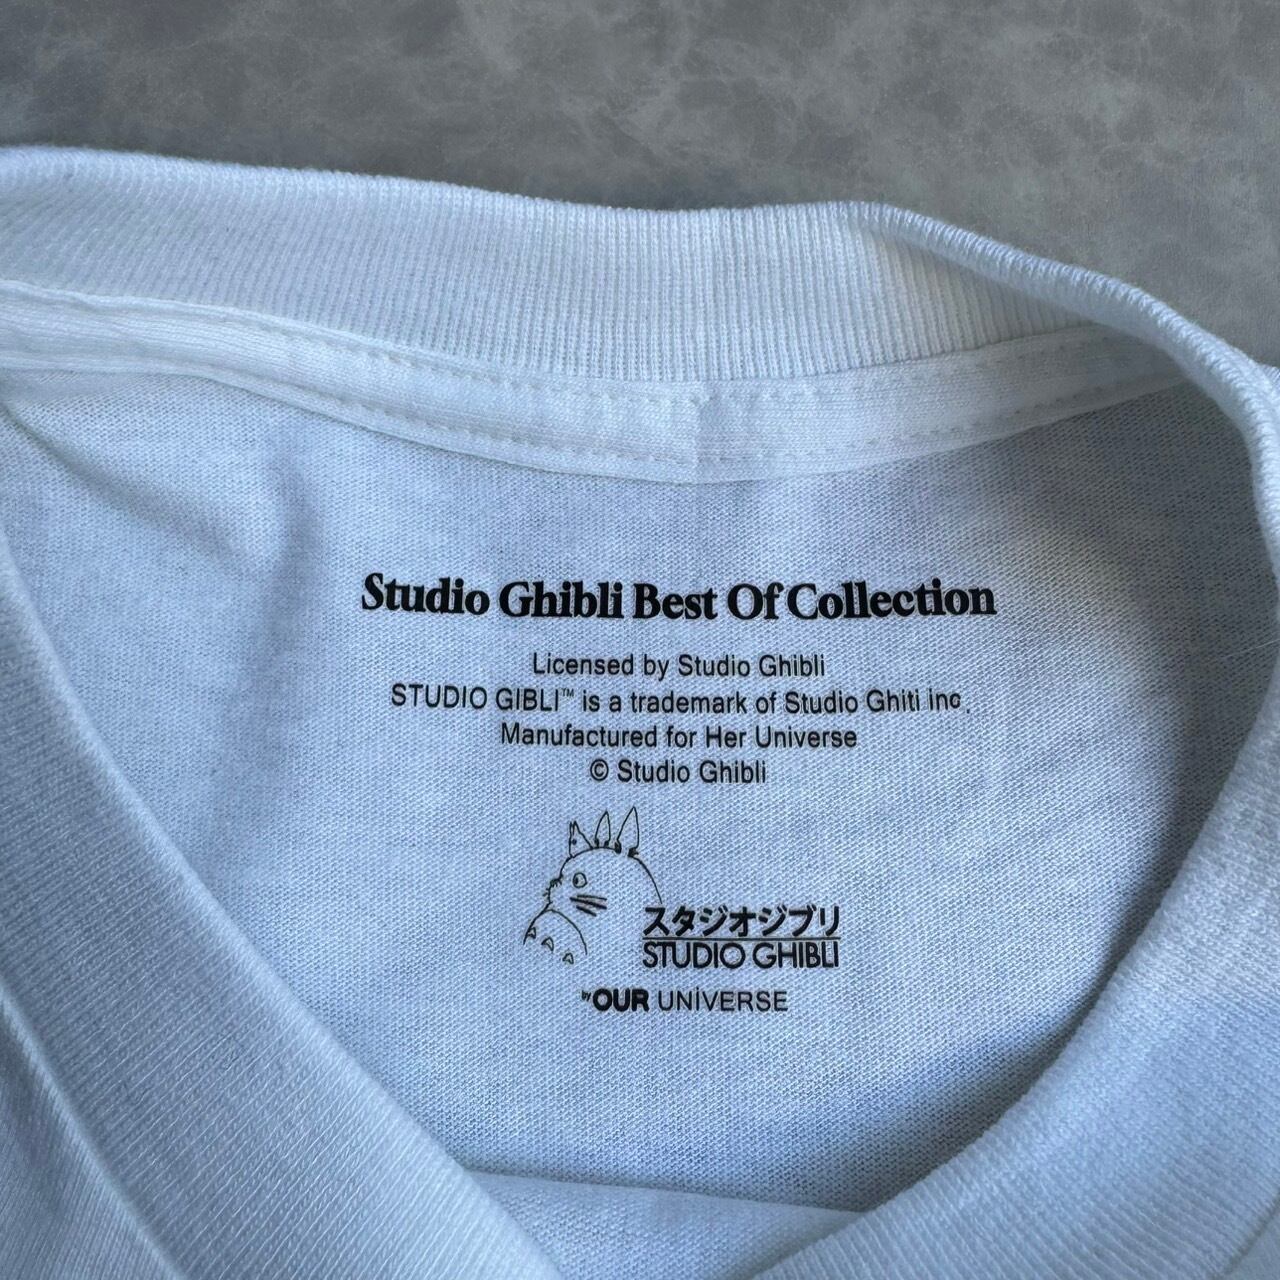 Studio Ghibli Best Of Collection
Licensed by Studio Ghibli
STUDIO GIBLI™ is a trademark of Studio Ghiti inc.
Manufactured for Her Universe
© Studio Ghibli
スタジオジブリ
STUDIO GHIBLI
by OUR UNIVERSE